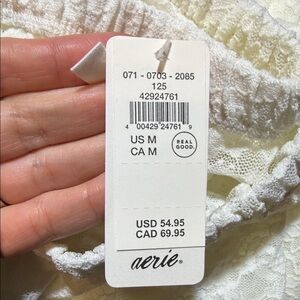 071 - 0703 - 2085
125
42924761
4 00429 24761 9
US M
CA M
REAL
GOOD.
USD 54.95
CAD 69.95
aerie®